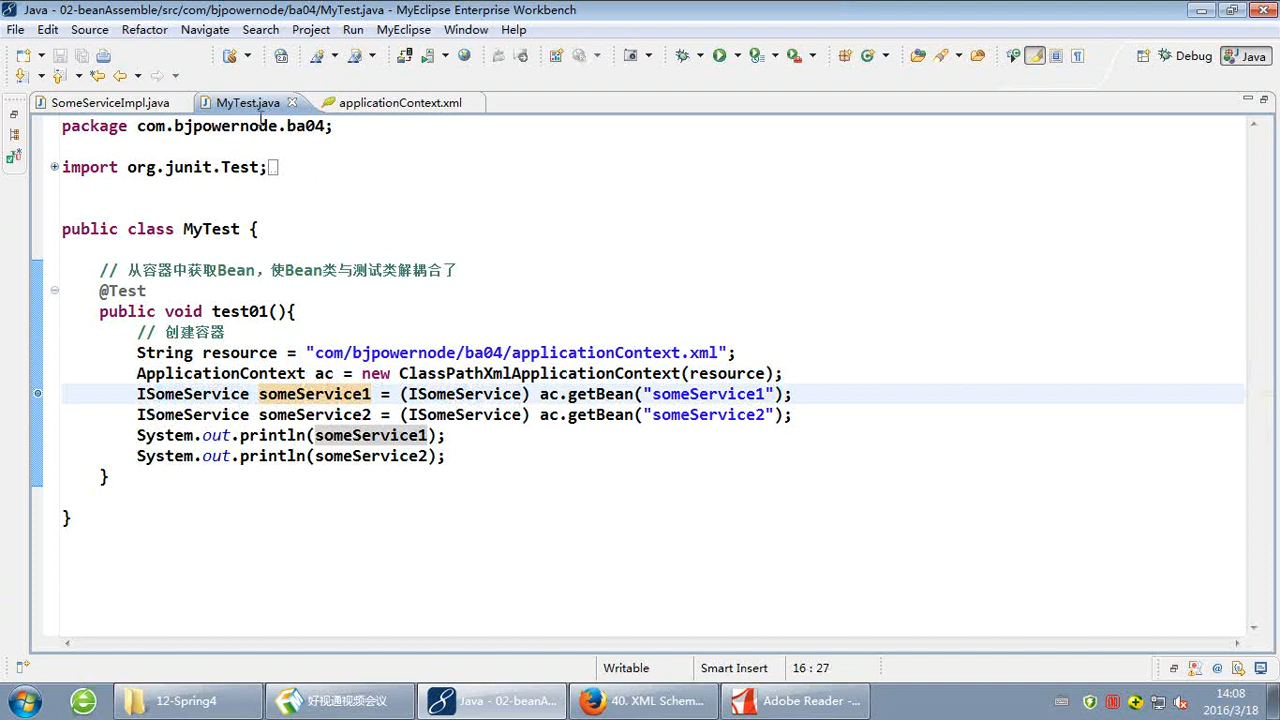 Java - 02-beanAssemble/src/com/bjpowernode/ba04/MyTest.java - MyEclipse Enterprise Workbench
File Edit Source Refactor Navigate Search Project Run MyEclipse Window Help
Debug Java
SomeServiceImpl.java MyTest.java applicationContext.xml
package com.bjpowernode.ba04;
import org.junit.Test;
public class MyTest {
// 从容器中获取Bean，使Bean类与测试类解耦合了
@Test
public void test01(){
// 创建容器
String resource = "com/bjpowernode/ba04/applicationContext.xml";
ApplicationContext ac = new ClassPathXmlApplicationContext(resource);
ISomeService someService1 = (ISomeService) ac.getBean("someService1");
ISomeService someService2 = (ISomeService) ac.getBean("someService2");
System.out.println(someService1);
System.out.println(someService2);
}
}
Writable Smart Insert 16 : 27
12-Spring4 好视通视频会议 Java - 02-beanA... 40. XML Schem... Adobe Reader -...
14:08
2016/3/18